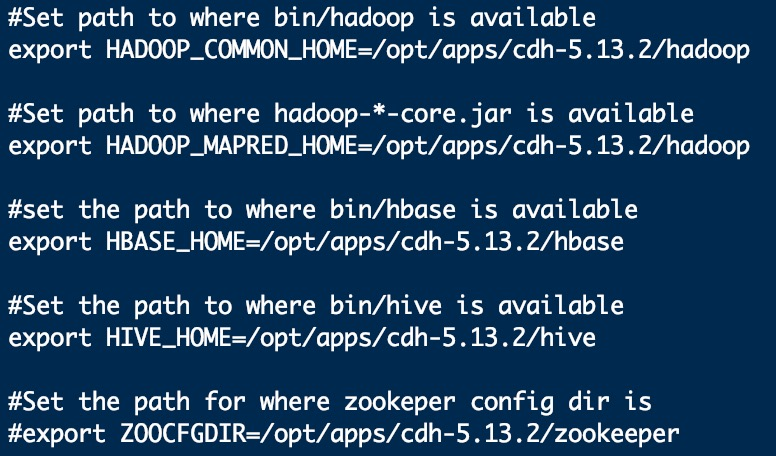 #Set path to where bin/hadoop is available
export HADOOP_COMMON_HOME=/opt/apps/cdh-5.13.2/hadoop
#Set path to where hadoop-*-core.jar is available
export HADOOP_MAPRED_HOME=/opt/apps/cdh-5.13.2/hadoop
#set the path to where bin/hbase is available
export HBASE_HOME=/opt/apps/cdh-5.13.2/hbase
#Set the path to where bin/hive is available
export HIVE_HOME=/opt/apps/cdh-5.13.2/hive
#Set the path for where zookeper config dir is
#export ZOOCFGDIR=/opt/apps/cdh-5.13.2/zookeeper